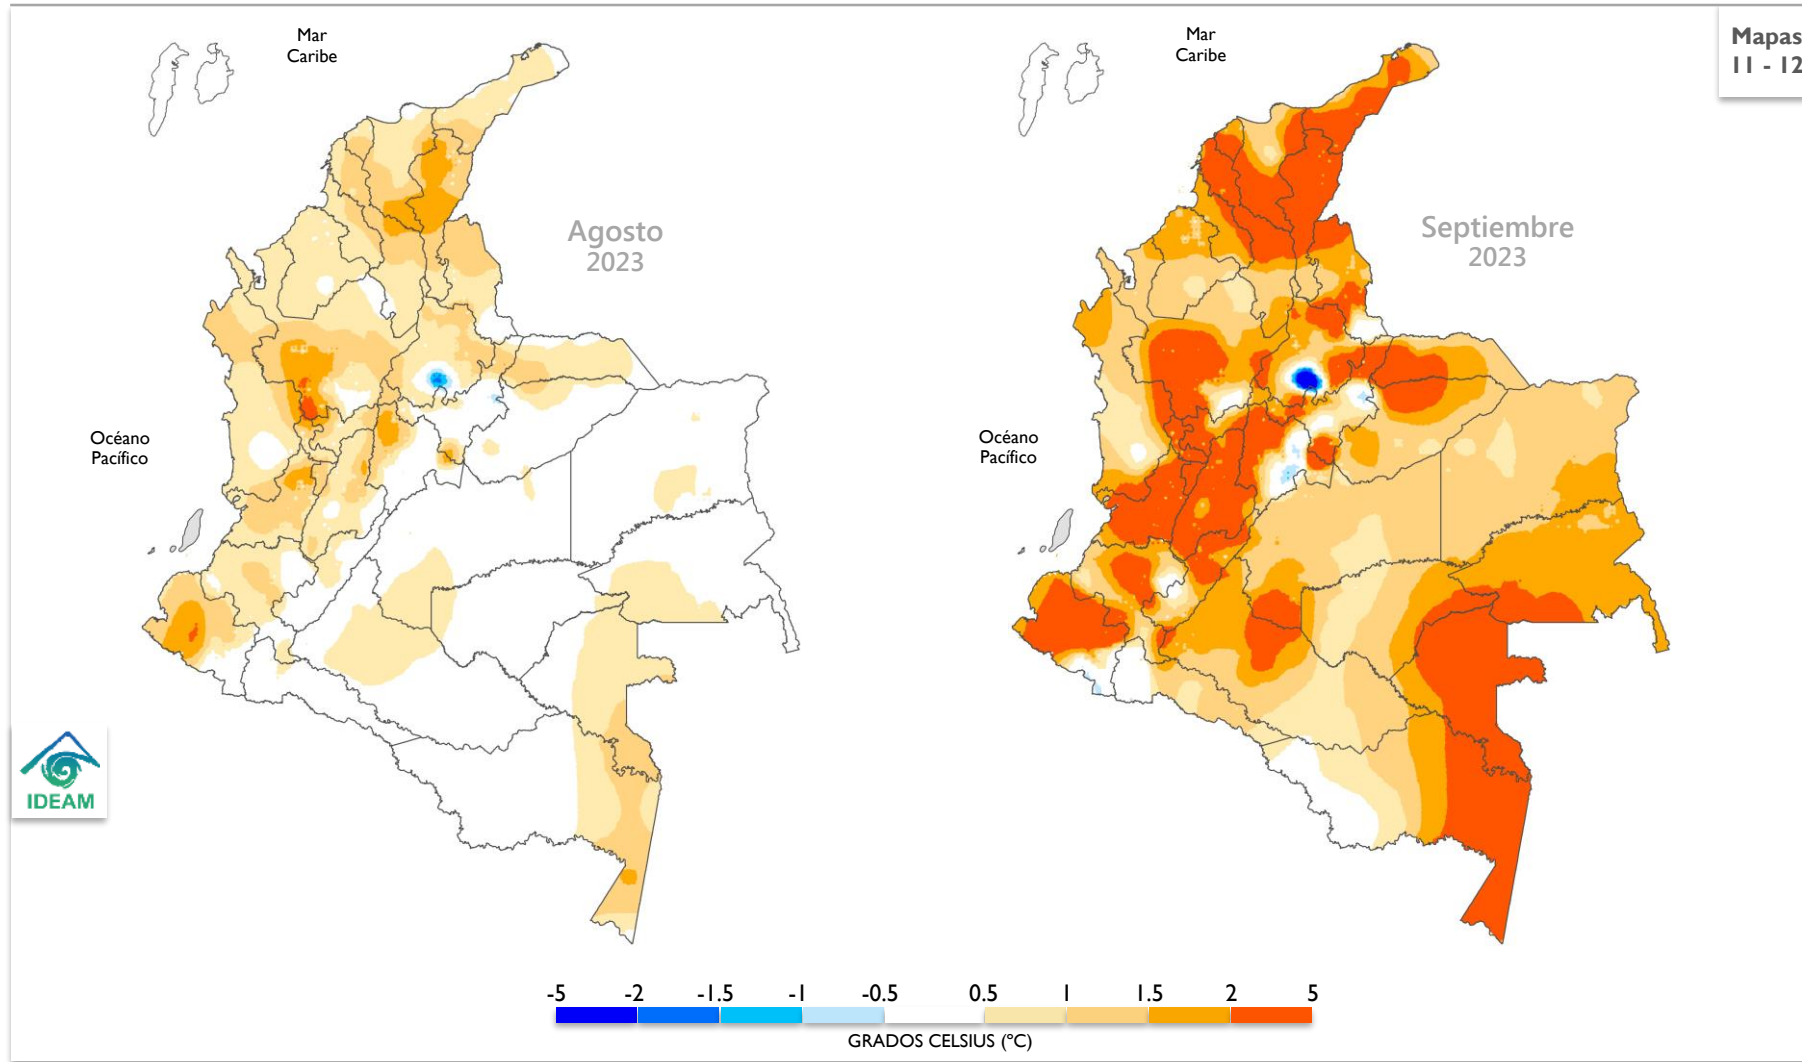 Mar
Caribe
Mar
Caribe
Mapas
11 - 12
Agosto
2023
Septiembre
2023
Océano
Pacífico
Océano
Pacífico
IDEAM
-5 -2 -1.5 -1 -0.5 0.5 1 1.5 2 5
GRADOS CELSIUS (°C)